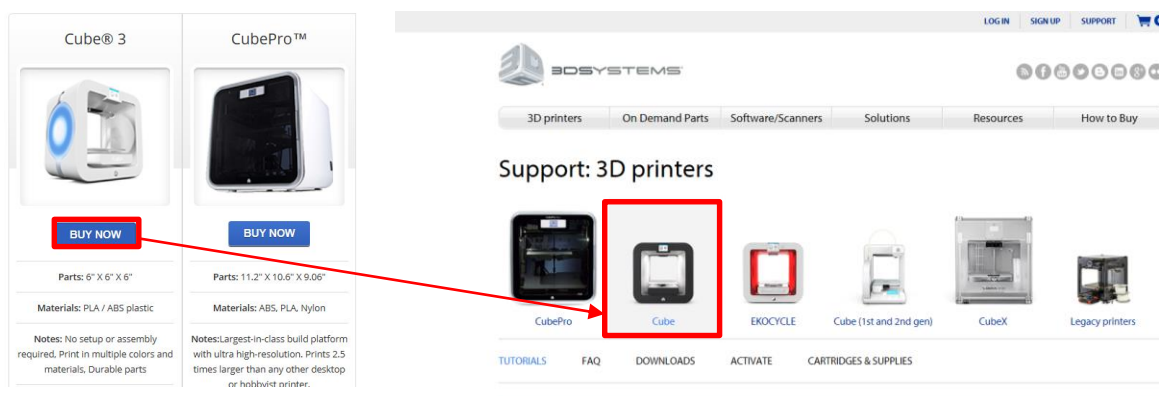 Cube® 3
BUY NOW
Parts: 6" X 6" X 6"
Materials: PLA / ABS plastic
Notes: No setup or assembly
required, Print in multiple colors and
materials, Durable parts
CubePro™
BUY NOW
Parts: 11.2" X 10.6" X 9.06"
Materials: ABS, PLA, Nylon
Notes:Largest-in-class build platform
with ultra high-resolution. Prints 2.5
times larger than any other desktop
or hobbyist printer.
LOG IN SIGN UP SUPPORT
3DSYSTEMS
3D printers On Demand Parts Software/Scanners Solutions Resources How to Buy
Support: 3D printers
CubePro Cube EKOCYCLE Cube (1st and 2nd gen) CubeX Legacy printers
TUTORIALS FAQ DOWNLOADS ACTIVATE CARTRIDGES & SUPPLIES